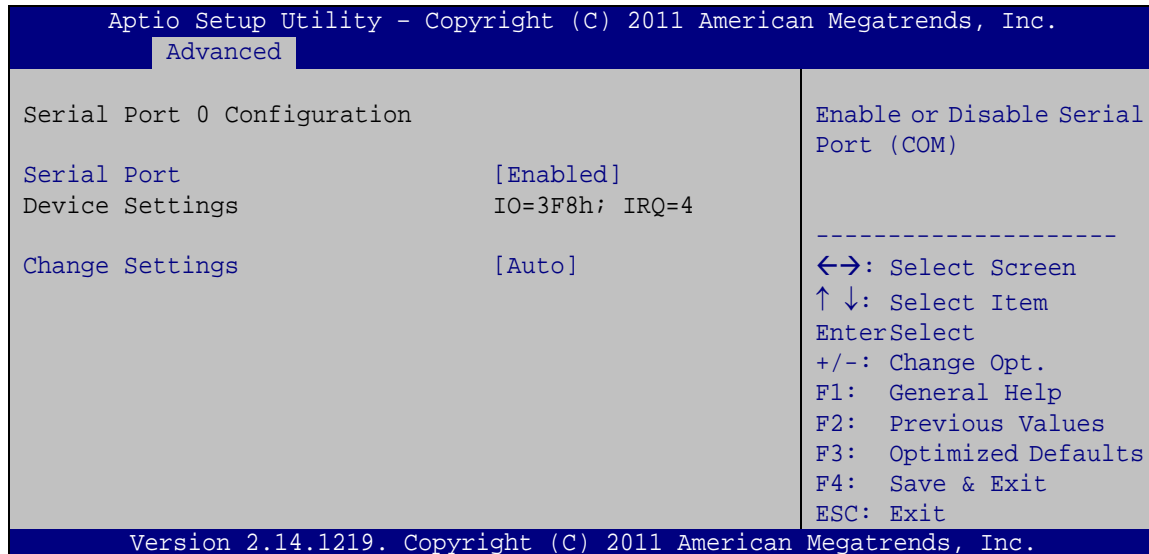 Aptio Setup Utility – Copyright (C) 2011 American Megatrends, Inc.
Advanced
Serial Port 0 Configuration
Serial Port [Enabled]
Device Settings IO=3F8h; IRQ=4
Change Settings [Auto]
Enable or Disable Serial
Port (COM)
---------------------
←→: Select Screen
↑ ↓: Select Item
EnterSelect
+/-: Change Opt.
F1: General Help
F2: Previous Values
F3: Optimized Defaults
F4: Save & Exit
ESC: Exit
Version 2.14.1219. Copyright (C) 2011 American Megatrends, Inc.